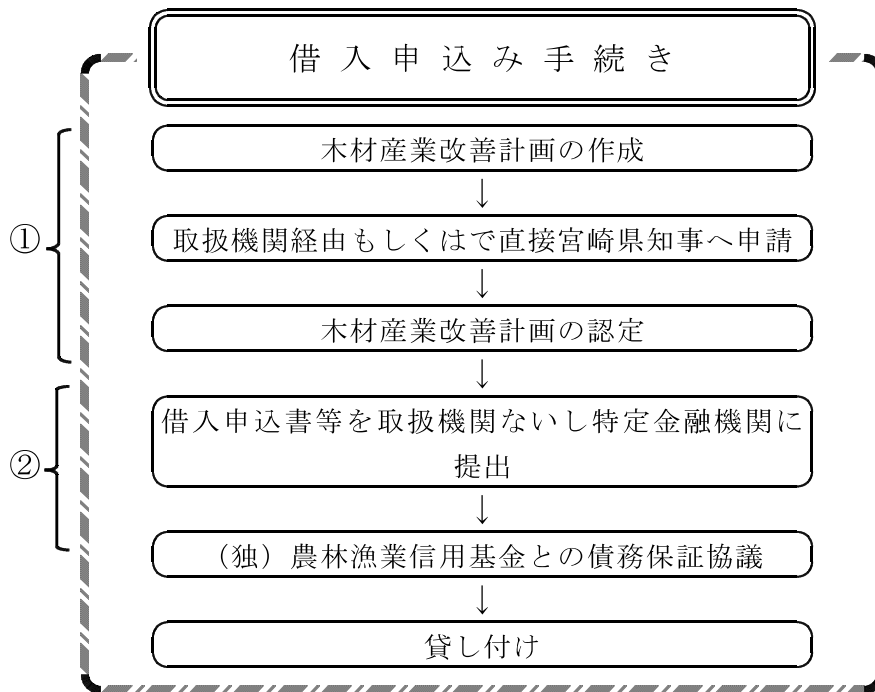 借入申込み手続き
木材産業改善計画の作成
↓
①
取扱機関経由もしくはで直接宮崎県知事へ申請
↓
木材産業改善計画の認定
↓
借入申込書等を取扱機関ないし特定金融機関に
提出
②
↓
（独）農林漁業信用基金との債務保証協議
↓
貸し付け